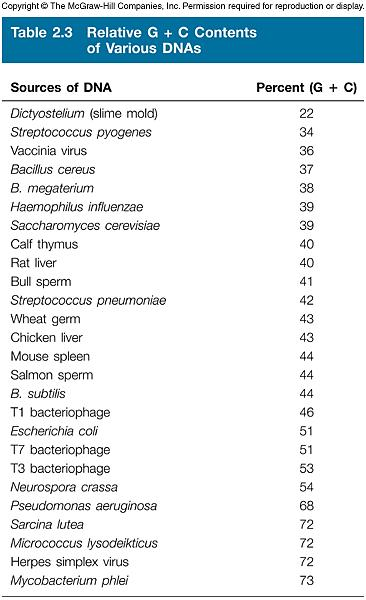 Copyright © The McGraw-Hill Companies, Inc. Permission required for reproduction or display.
Table 2.3 Relative G + C Contents
of Various DNAs
Sources of DNA Percent (G + C)
Dictyostelium (slime mold) 22
Streptococcus pyogenes 34
Vaccinia virus 36
Bacillus cereus 37
B. megaterium 38
Haemophilus influenzae 39
Saccharomyces cerevisiae 39
Calf thymus 40
Rat liver 40
Bull sperm 41
Streptococcus pneumoniae 42
Wheat germ 43
Chicken liver 43
Mouse spleen 44
Salmon sperm 44
B. subtilis 44
T1 bacteriophage 46
Escherichia coli 51
T7 bacteriophage 51
T3 bacteriophage 53
Neurospora crassa 54
Pseudomonas aeruginosa 68
Sarcina lutea 72
Micrococcus lysodeikticus 72
Herpes simplex virus 72
Mycobacterium phlei 73